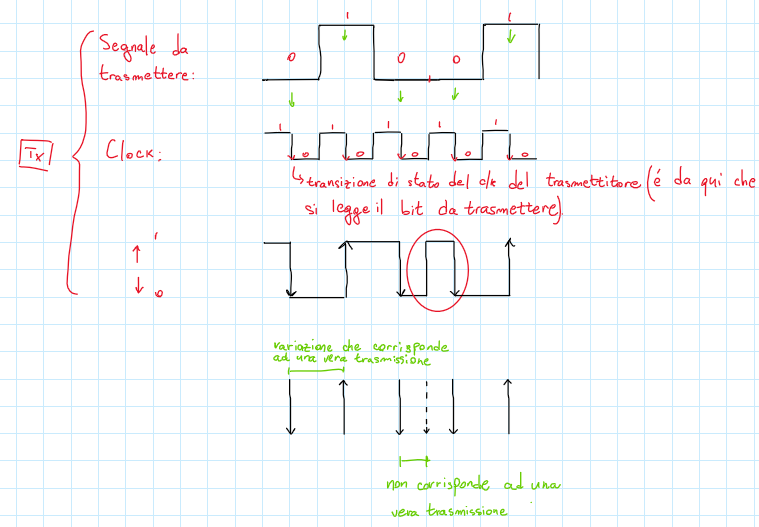 Segnale da
trasmettere:
0 1 0 0 1
Tx
Clock:
1 0 1 0 1 0 1 0 1 0
transizione di stato del clk del trasmettitore (é da qui che
si legge il bit da trasmettere)
1
0
variazione che corrisponde
ad una vera trasmissione
non corrisponde ad una
vera trasmissione